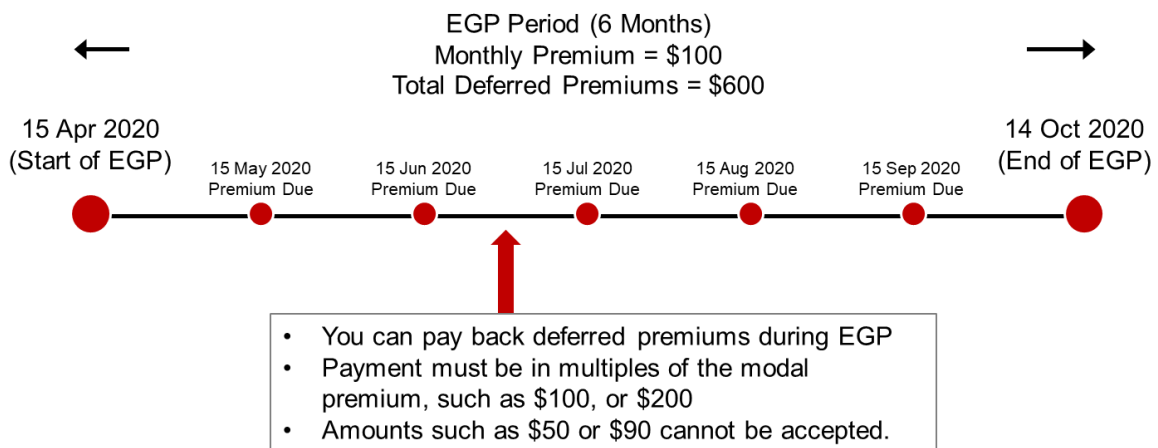 EGP Period (6 Months)
Monthly Premium = $100
Total Deferred Premiums = $600
15 Apr 2020
(Start of EGP)
15 May 2020
Premium Due
15 Jun 2020
Premium Due
15 Jul 2020
Premium Due
15 Aug 2020
Premium Due
15 Sep 2020
Premium Due
14 Oct 2020
(End of EGP)
• You can pay back deferred premiums during EGP
• Payment must be in multiples of the modal
premium, such as $100, or $200
• Amounts such as $50 or $90 cannot be accepted.